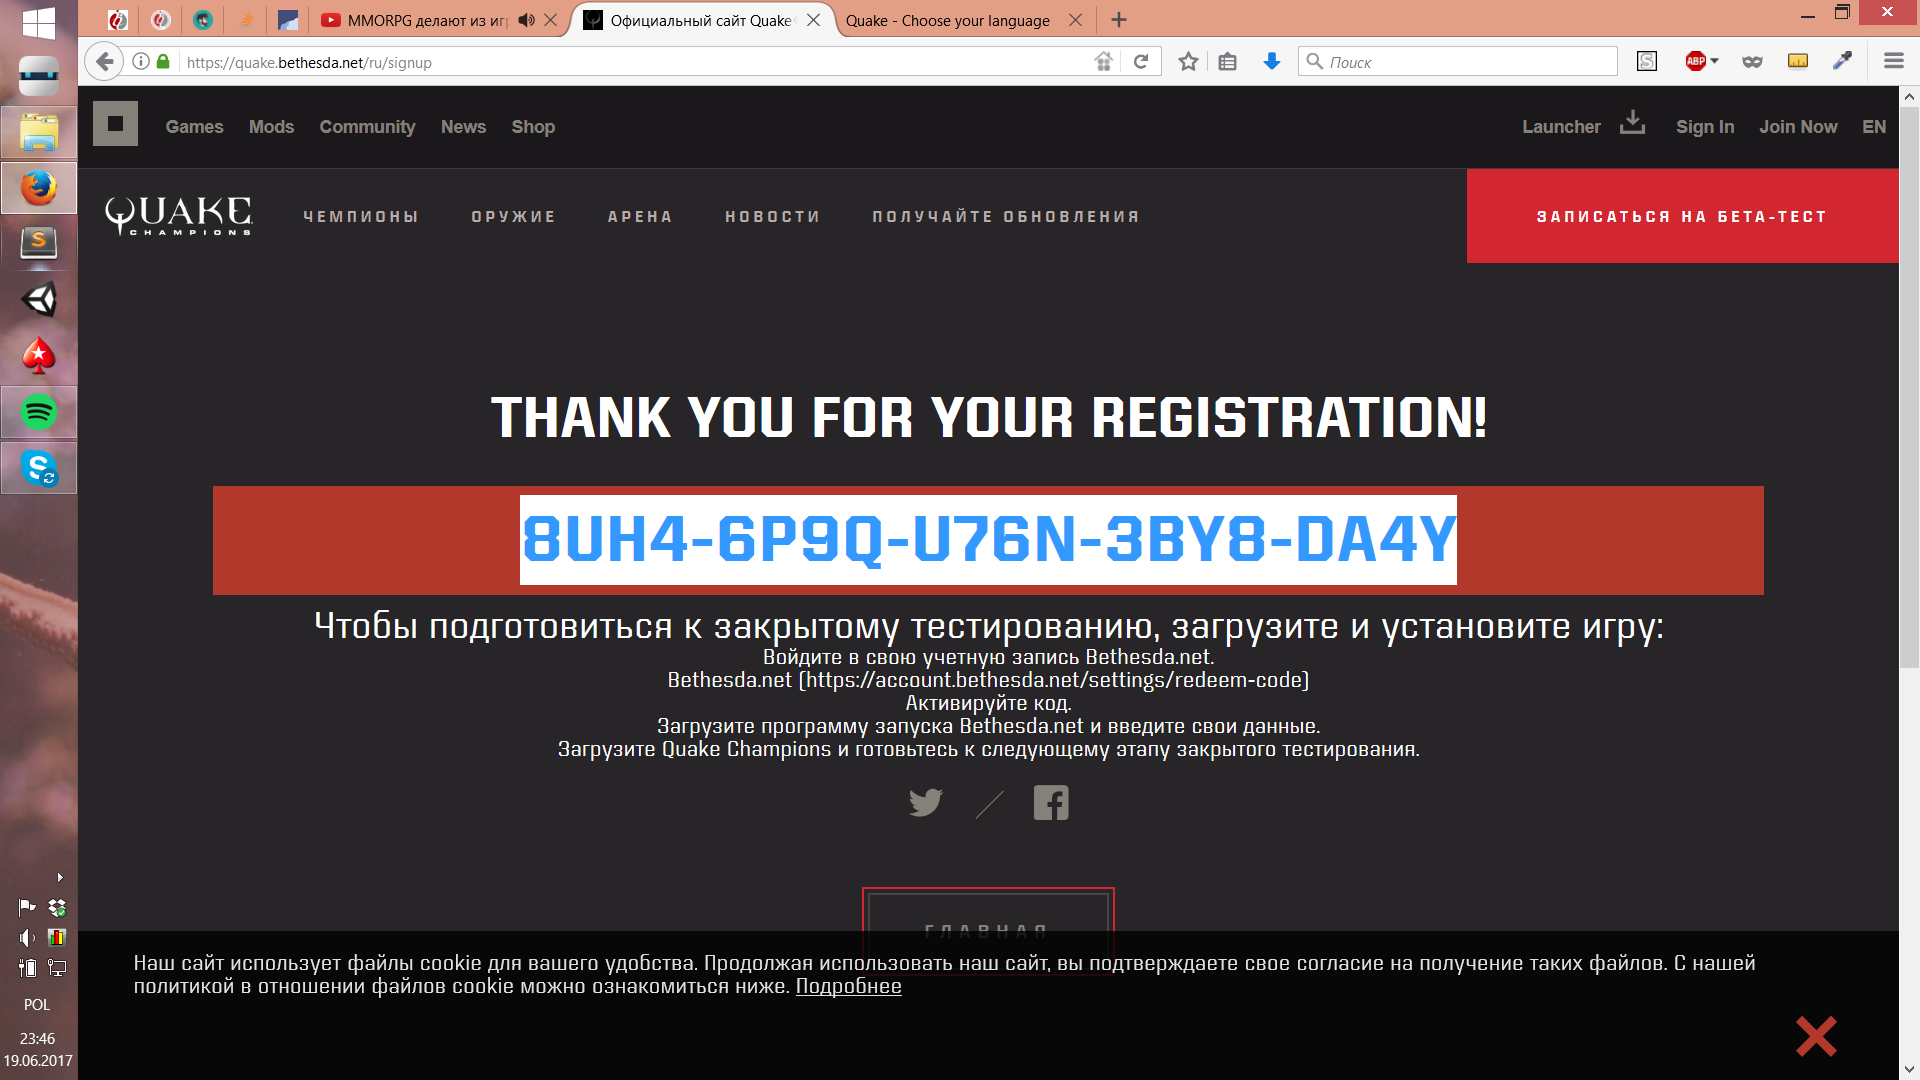 MMORPG делают из иг
Официальный сайт Quake
Quake - Choose your language
https://quake.bethesda.net/ru/signup
Поиск
ABP
Games Mods Community News Shop
Launcher Sign In Join Now EN
QUAKE
CHAMPIONS
ЧЕМПИОНЫ ОРУЖИЕ АРЕНА НОВОСТИ ПОЛУЧАЙТЕ ОБНОВЛЕНИЯ
ЗАПИСАТЬСЯ НА БЕТА-ТЕСТ
THANK YOU FOR YOUR REGISTRATION!
8UH4-6P9Q-U76N-3BY8-DA4Y
Чтобы подготовиться к закрытому тестированию, загрузите и установите игру:
Войдите в свою учетную запись Bethesda.net.
Bethesda.net (https://account.bethesda.net/settings/redeem-code)
Активируйте код.
Загрузите программу запуска Bethesda.net и введите свои данные.
Загрузите Quake Champions и готовьтесь к следующему этапу закрытого тестирования.
ГЛАВНАЯ
Наш сайт использует файлы cookie для вашего удобства. Продолжая использовать наш сайт, вы подтверждаете свое согласие на получение таких файлов. С нашей
политикой в отношении файлов cookie можно ознакомиться ниже. Подробнее
POL
23:46
19.06.2017